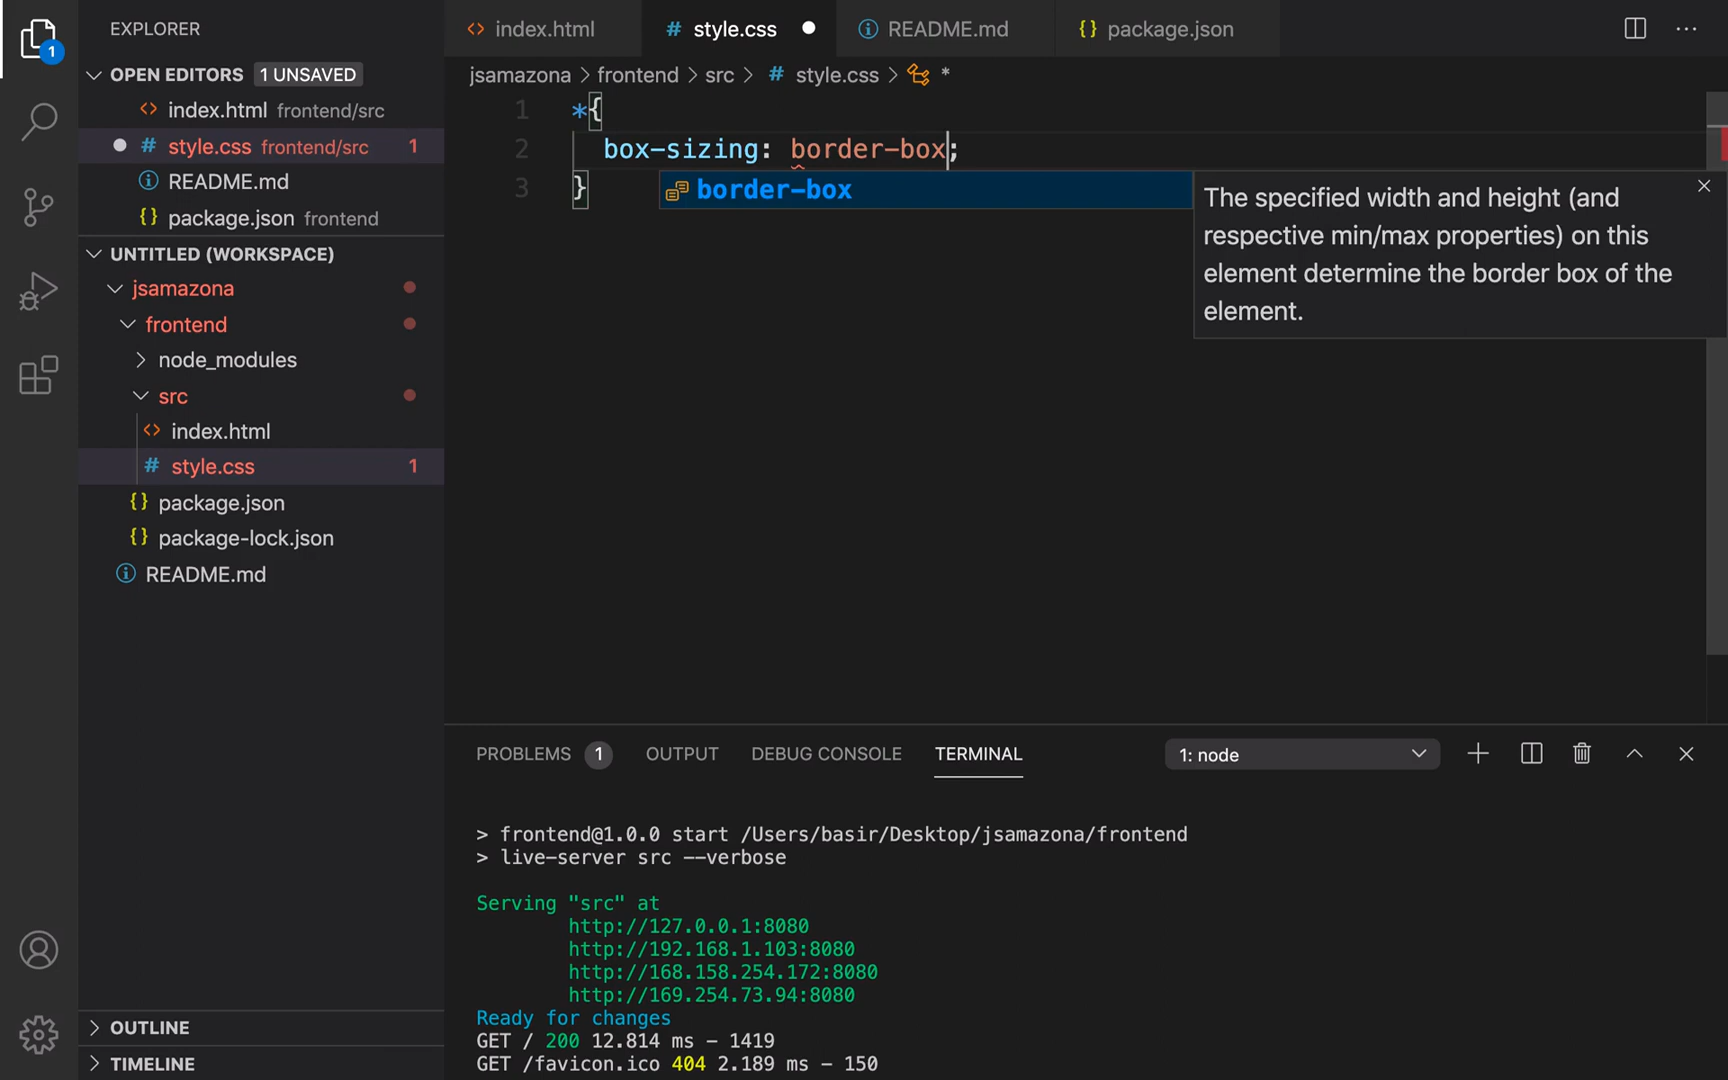 EXPLORER
OPEN EDITORS 1 UNSAVED
index.html frontend/src
style.css frontend/src 1
README.md
package.json frontend
UNTITLED (WORKSPACE)
jsamazona
frontend
node_modules
src
index.html
style.css 1
package.json
package-lock.json
README.md
OUTLINE
TIMELINE
1
index.html
style.css
README.md
package.json
jsamazona > frontend > src > # style.css > *
1 *{
2 box-sizing: border-box;
3 }
border-box
The specified width and height (and
respective min/max properties) on this
element determine the border box of the
element.
PROBLEMS 1 OUTPUT DEBUG CONSOLE TERMINAL 1: node
> frontend@1.0.0 start /Users/basir/Desktop/jsamazona/frontend
> live-server src --verbose
Serving "src" at
http://127.0.0.1:8080
http://192.168.1.103:8080
http://168.158.254.172:8080
http://169.254.73.94:8080
Ready for changes
GET / 200 12.814 ms - 1419
GET /favicon.ico 404 2.189 ms - 150